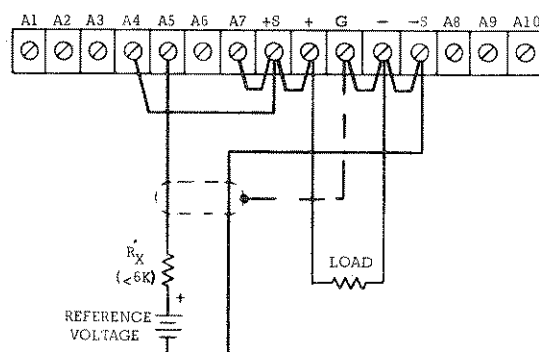 A1 A2 A3 A4 A5 A6 A7 +S + G − −S A8 A9 A10
R'X
(<6K)
LOAD
+
REFERENCE
VOLTAGE